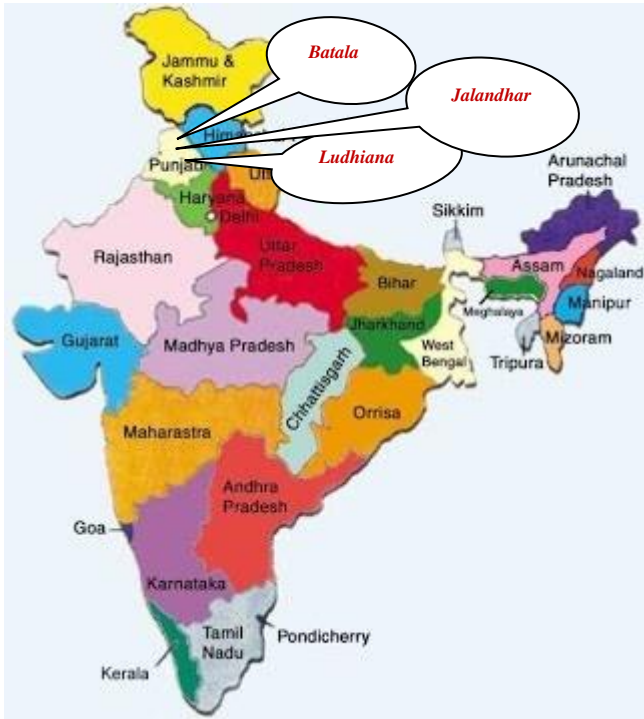 Batala
Jammu &
Kashmir
Jalandhar
Ludhiana
Punjab
Arunachal
Pradesh
Haryana
Delhi
Sikkim
Rajasthan
Uttar
Pradesh
Assam
Nagaland
Bihar
Meghalaya
Manipur
Gujarat
Jharkhand
Madhya Pradesh
West
Bengal
Mizoram
Tripura
Chhattisgarh
Orrisa
Maharastra
Andhra
Pradesh
Goa
Karnataka
Tamil
Nadu
Pondicherry
Kerala